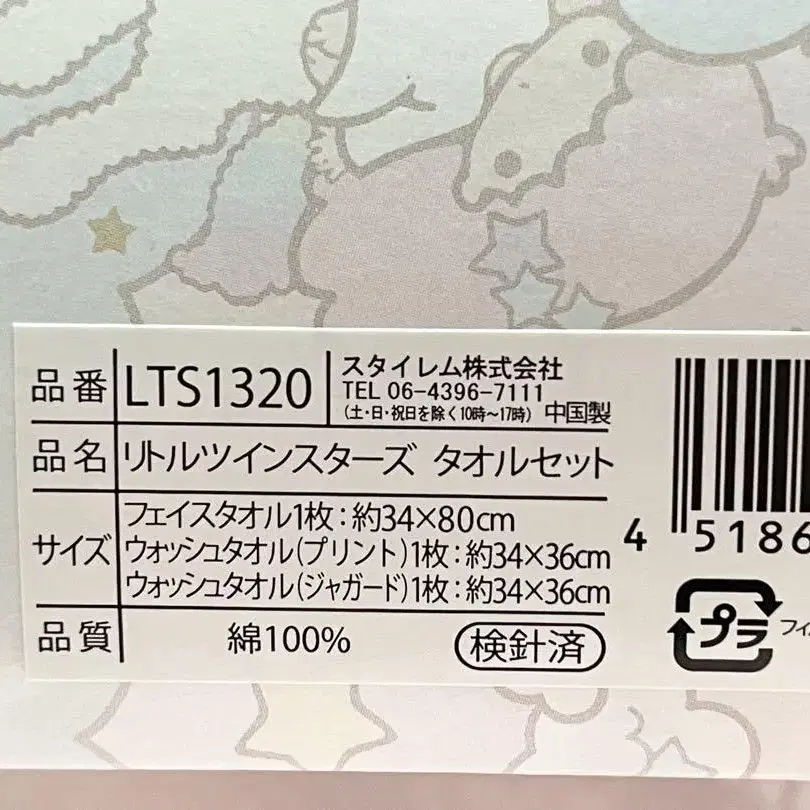 品番 LTS1320 スタイレム株式会社
TEL 06-4396-7111
(土・日・祝日を除く10時~17時) 中国製
品名 リトルツインスターズ タオルセット
サイズ フェイスタオル1枚:約34×80cm
ウォッシュタオル(プリント)1枚:約34×36cm
ウォッシュタオル(ジャガード)1枚:約34×36cm
品質 綿100% 検針済
4 5186
プラ